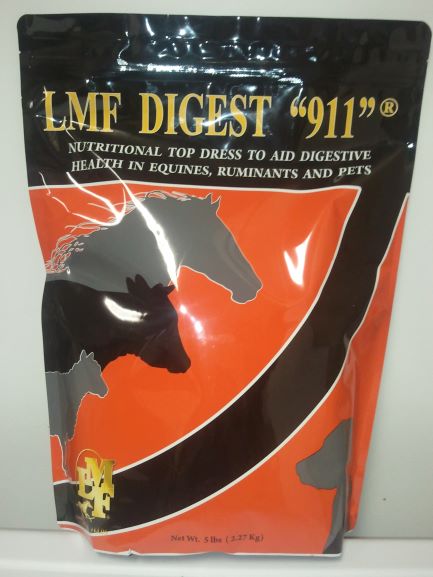 LMF DIGEST “911”®
NUTRITIONAL TOP DRESS TO AID DIGESTIVE
HEALTH IN EQUINES, RUMINANTS AND PETS
LMF
Net Wt. 5 lbs (2.27 Kg)